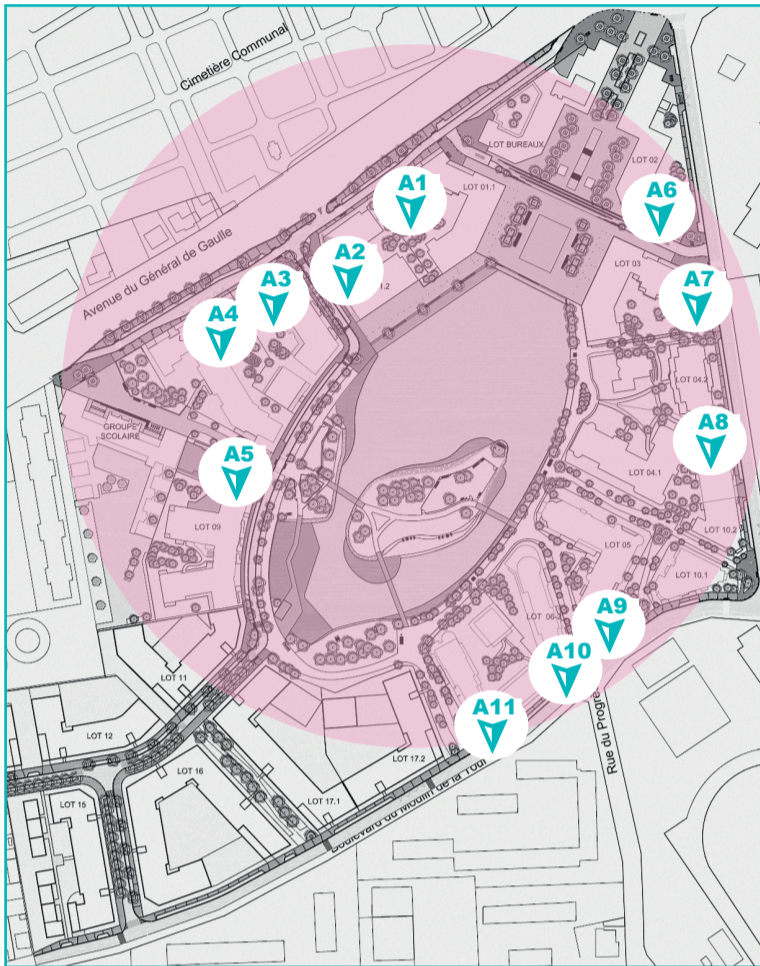 Cimetière Communal
LOT BUREAUX
LOT 02
A1
LOT 01.1
A6
Avenue du Général de Gaulle
A2
1.2
LOT 03
A3
A7
A4
LOT 04.2
GROUPE
SCOLAIRE
A8
A5
LOT 04.1
LOT 09
LOT 10.2
LOT 05
LOT 10.1
LOT 06-
A9
A10
LOT 11
A11
Rue du Progre
LOT 12
LOT 17.2
LOT 16
LOT 15
LOT 17.1
Boulevard du Moulin de la Tour